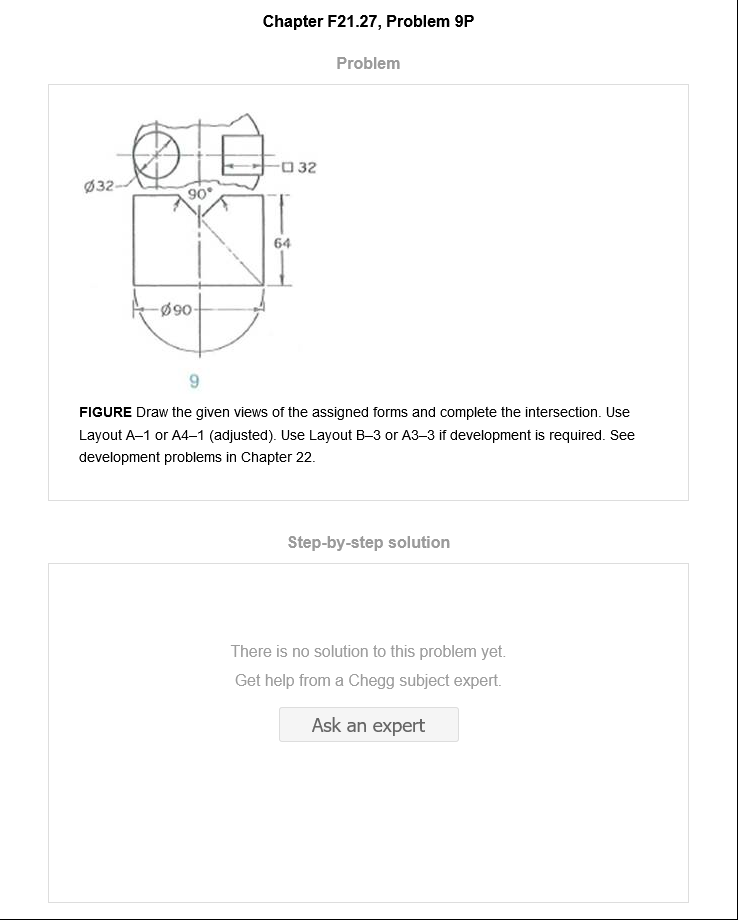 Chapter F21.27, Problem 9P
Problem
□ 32
Ø32
90°
64
Ø90
9
FIGURE Draw the given views of the assigned forms and complete the intersection. Use
Layout A–1 or A4–1 (adjusted). Use Layout B–3 or A3–3 if development is required. See
development problems in Chapter 22.
Step-by-step solution
There is no solution to this problem yet.
Get help from a Chegg subject expert.
Ask an expert